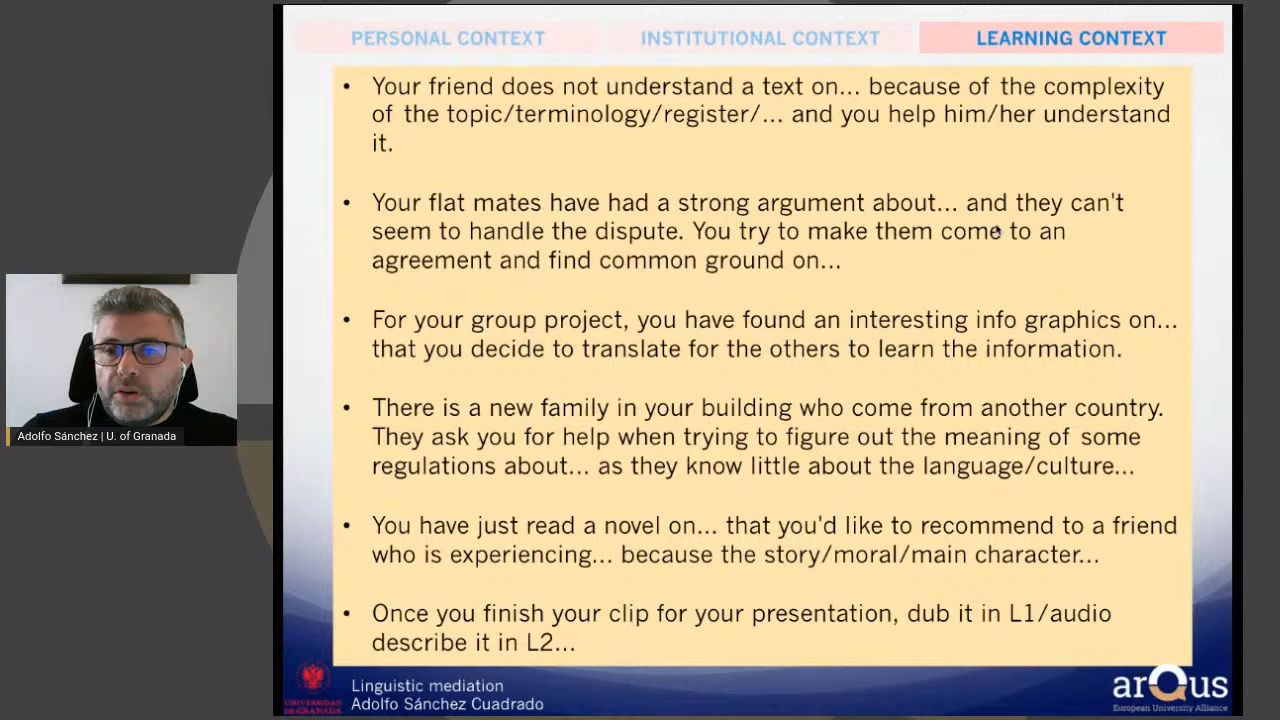 PERSONAL CONTEXT
INSTITUTIONAL CONTEXT
LEARNING CONTEXT
• Your friend does not understand a text on... because of the complexity
of the topic/terminology/register/... and you help him/her understand
it.
• Your flat mates have had a strong argument about... and they can't
seem to handle the dispute. You try to make them come to an
agreement and find common ground on...
• For your group project, you have found an interesting info graphics on...
that you decide to translate for the others to learn the information.
• There is a new family in your building who come from another country.
They ask you for help when trying to figure out the meaning of some
regulations about... as they know little about the language/culture...
• You have just read a novel on... that you'd like to recommend to a friend
who is experiencing... because the story/moral/main character...
• Once you finish your clip for your presentation, dub it in L1/audio
describe it in L2...
Adolfo Sánchez | U. of Granada
UNIVERSIDAD
DE GRANADA
Linguistic mediation
Adolfo Sánchez Cuadrado
arQus
European University Alliance